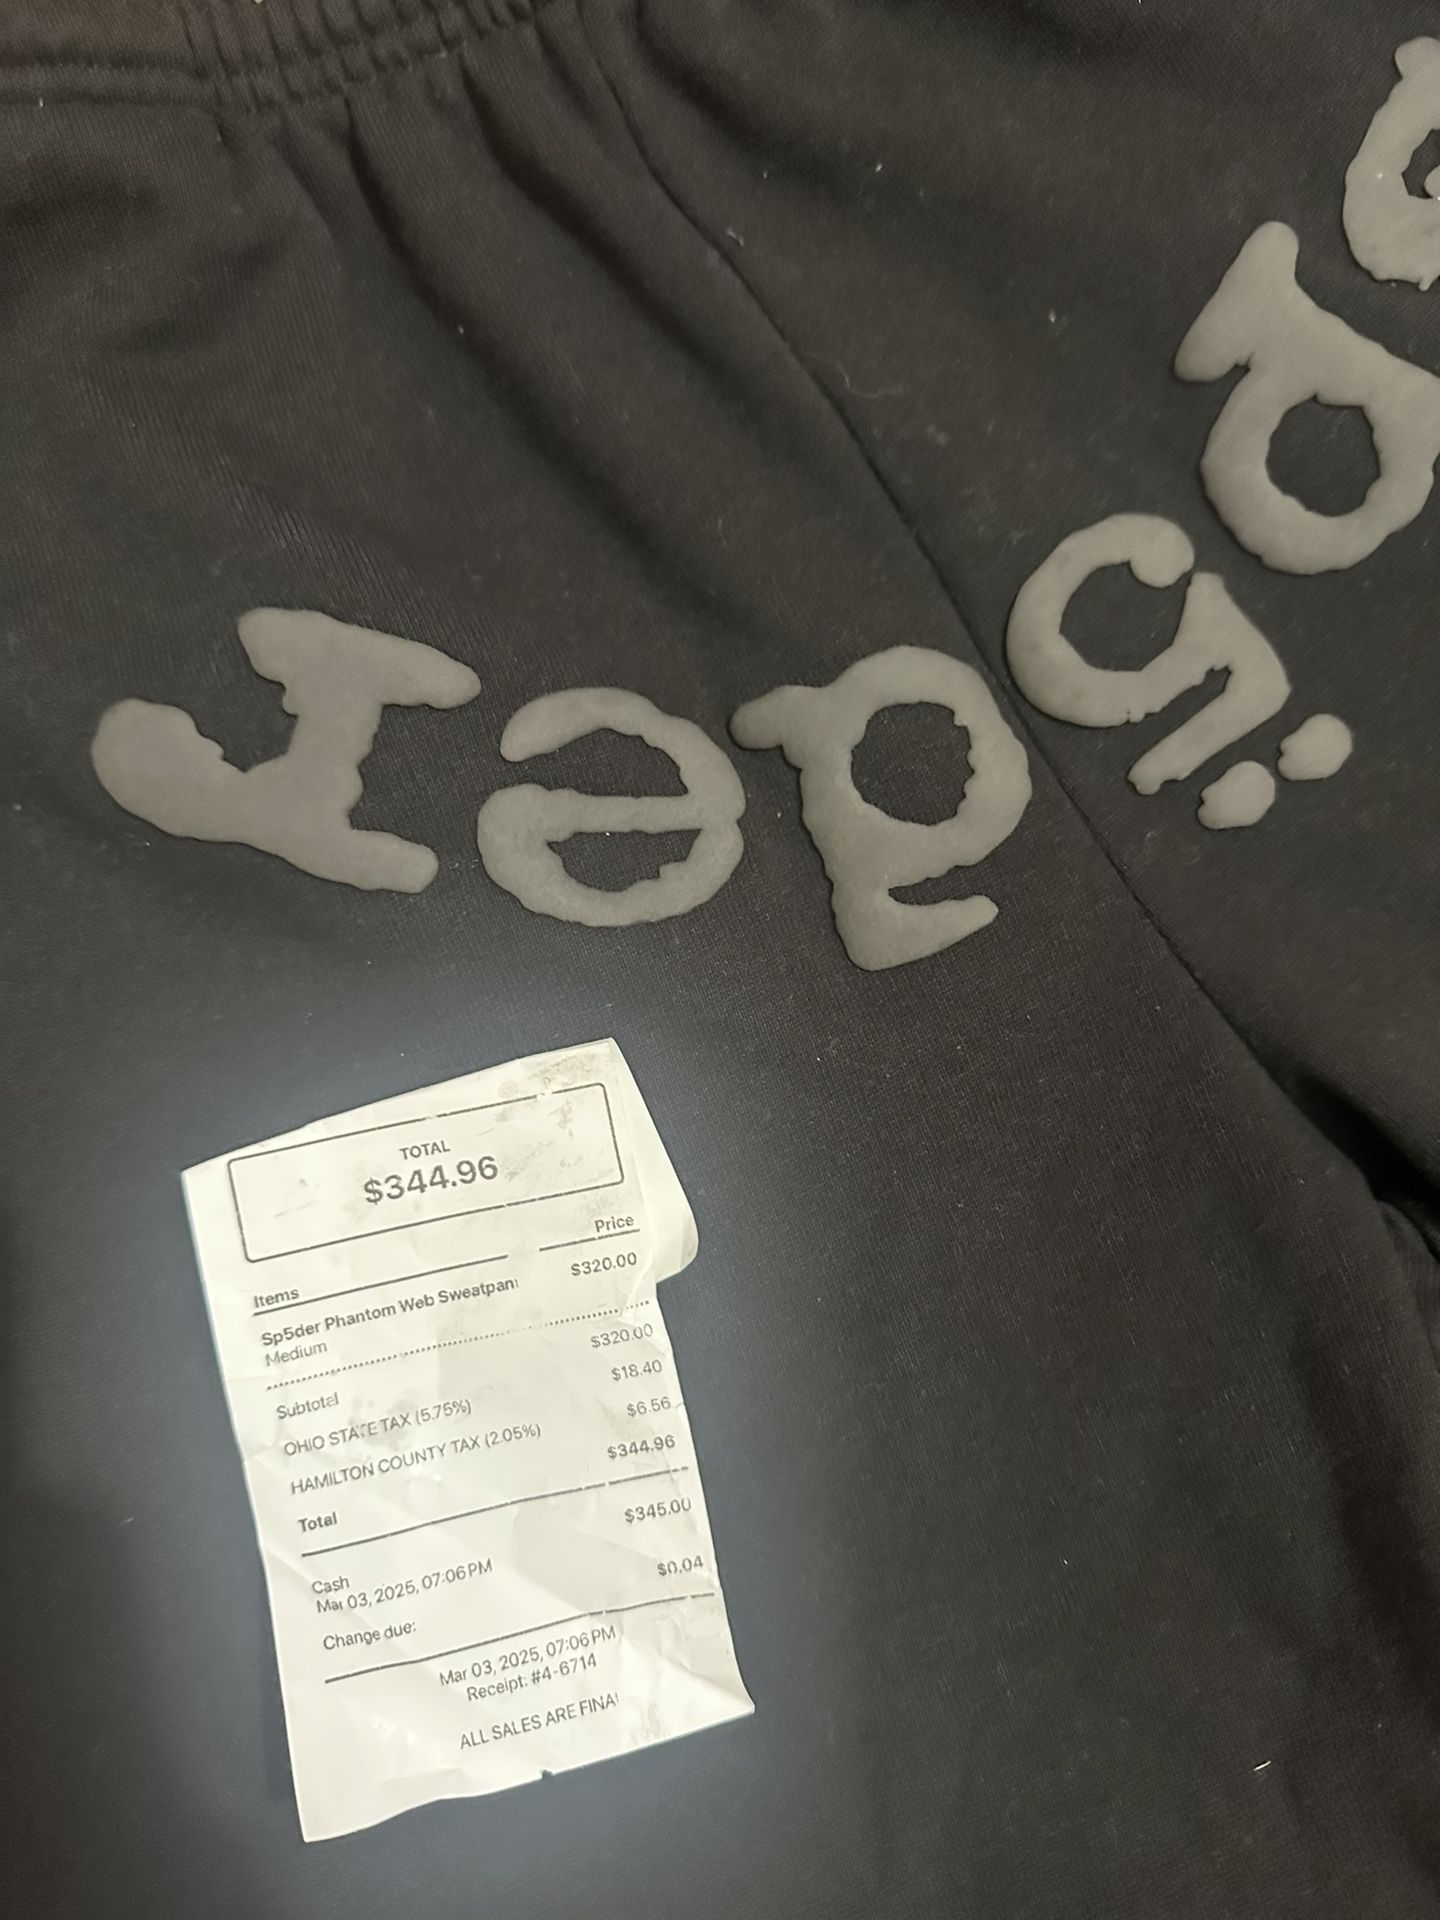 TOTAL
$344.96
Items Price
Sp5der Phantom Web Sweatpan $320.00
Medium
Subtotal $320.00
OHIO STATE TAX (5.75%) $18.40
HAMILTON COUNTY TAX (2.05%) $6.56
Total $344.96
Cash $345.00
Mar 03, 2025, 07:06 PM
Change due: $0.04
Mar 03, 2025, 07:06 PM
Receipt: #4-6714
ALL SALES ARE FINA